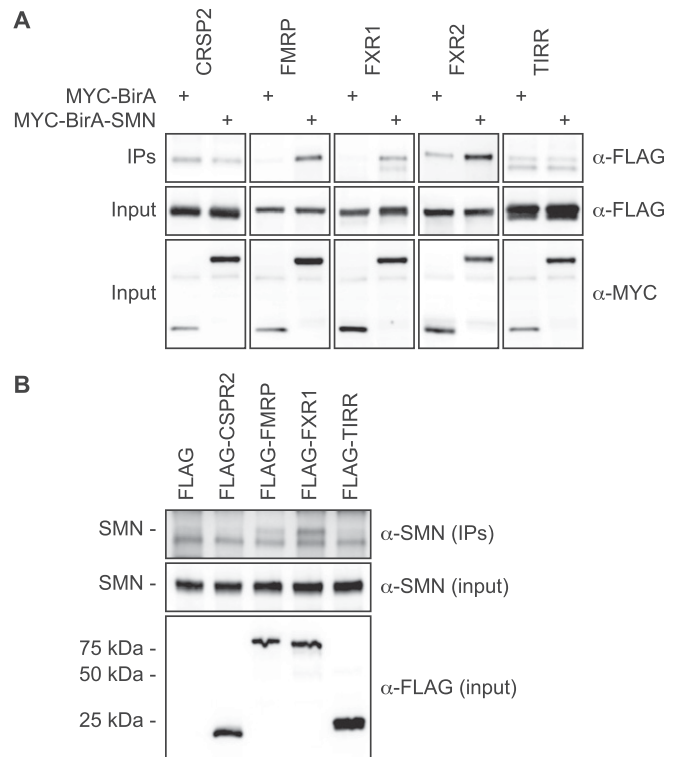 A
CRSP2 FMRP FXR1 FXR2 TIRR
MYC-BirA + + + + +
MYC-BirA-SMN + + + + +
IPs α-FLAG
Input α-FLAG
Input α-MYC
B
FLAG FLAG-CSPR2 FLAG-FMRP FLAG-FXR1 FLAG-TIRR
SMN - α-SMN (IPs)
SMN - α-SMN (input)
75 kDa -
50 kDa -
α-FLAG (input)
25 kDa -